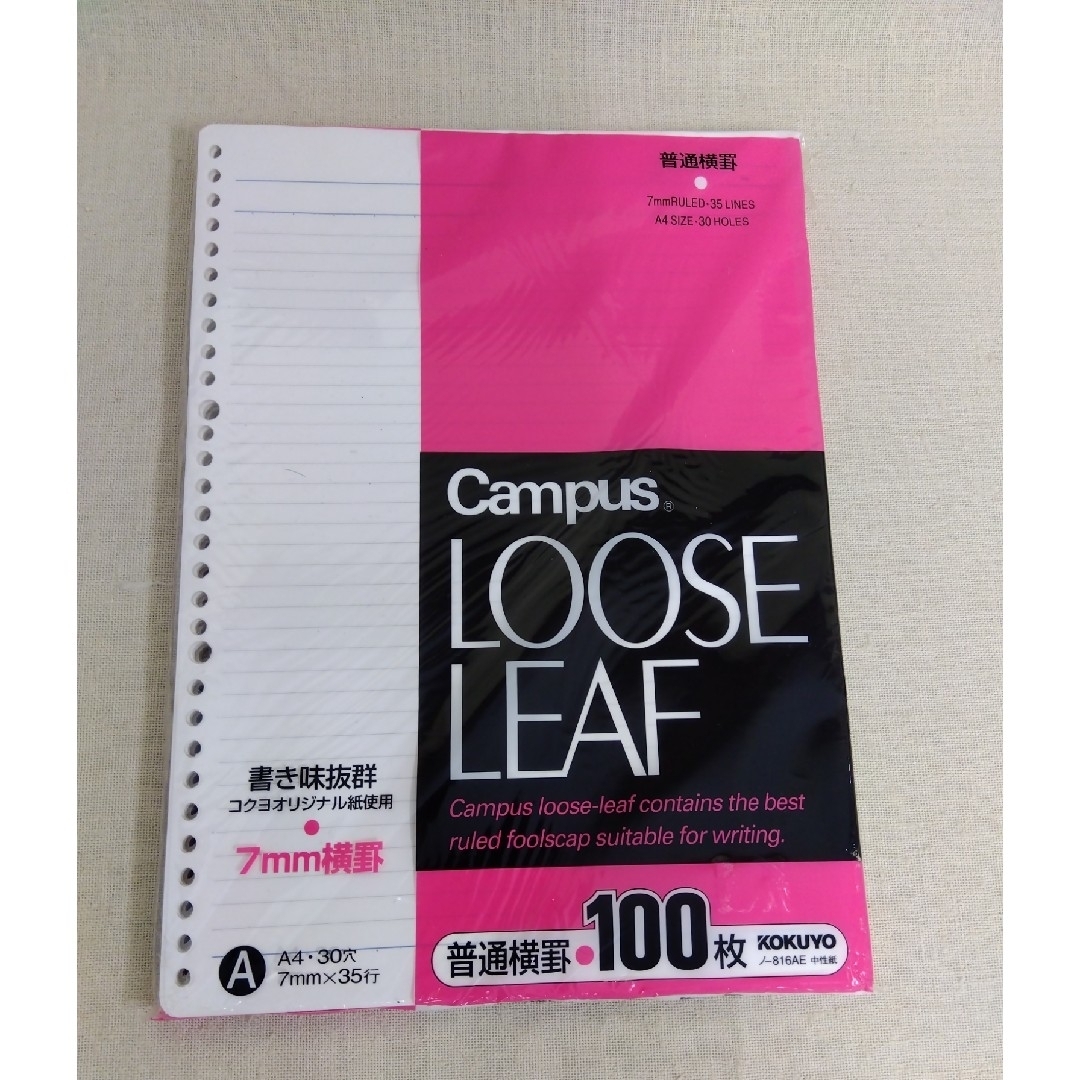 普通横罫
7mmRULED・35 LINES
A4 SIZE・30 HOLES
Campus®
LOOSE
LEAF
Campus loose-leaf contains the best
ruled foolscap suitable for writing.
書き味抜群
コクヨオリジナル紙使用
7mm横罫
A
A4・30穴
7mm×35行
普通横罫・100枚
KOKUYO
ノ-816AE 中性紙